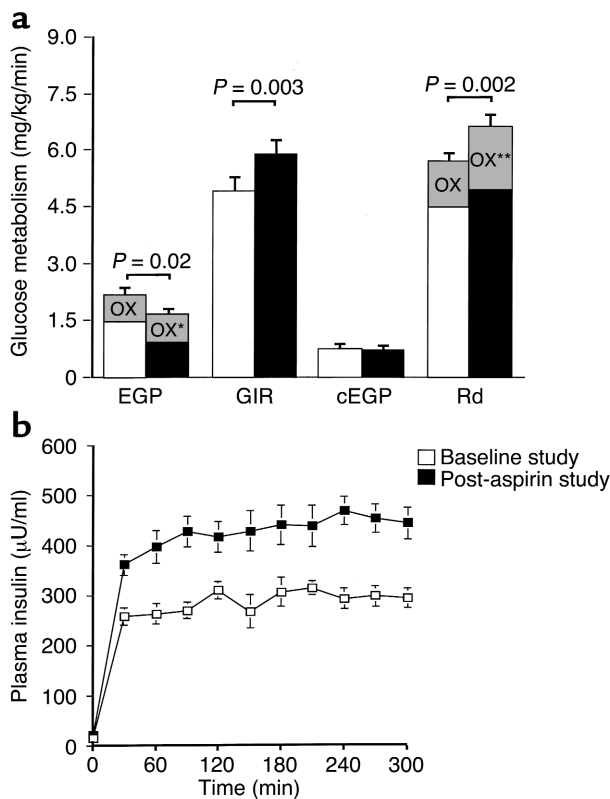 a
Glucose metabolism (mg/kg/min)
9.0
7.5
6.0
4.5
3.0
1.5
0
P = 0.02
P = 0.003
P = 0.002
OX
OX*
OX
OX**
EGP GIR cEGP Rd
b
Plasma insulin (μU/ml)
600
500
400
300
200
100
0
0 60 120 180 240 300
Time (min)
Baseline study
Post-aspirin study